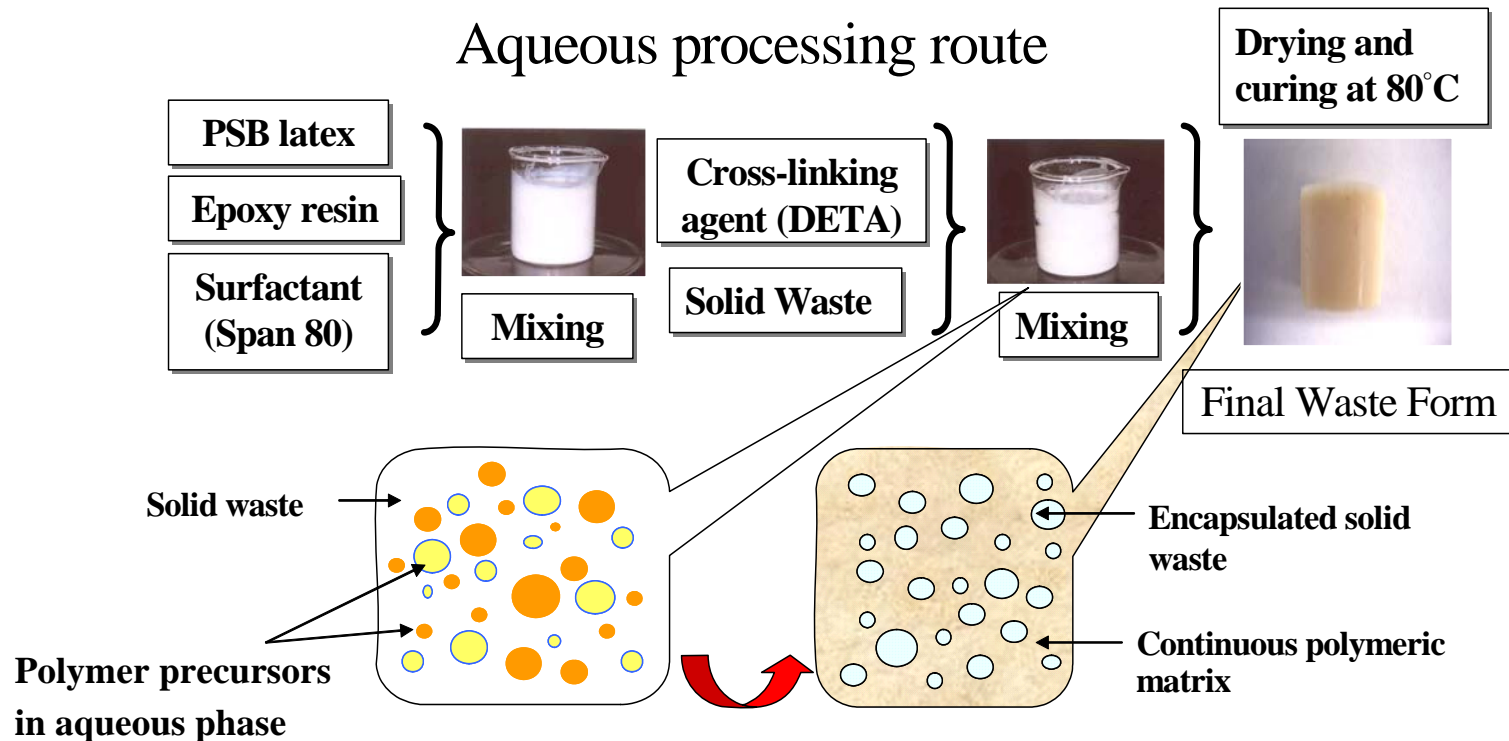 Aqueous processing route
Drying and
curing at 80°C
PSB latex
Epoxy resin
Surfactant
(Span 80)
Mixing
Cross-linking
agent (DETA)
Solid Waste
Mixing
Final Waste Form
Solid waste
Polymer precursors
in aqueous phase
Encapsulated solid
waste
Continuous polymeric
matrix